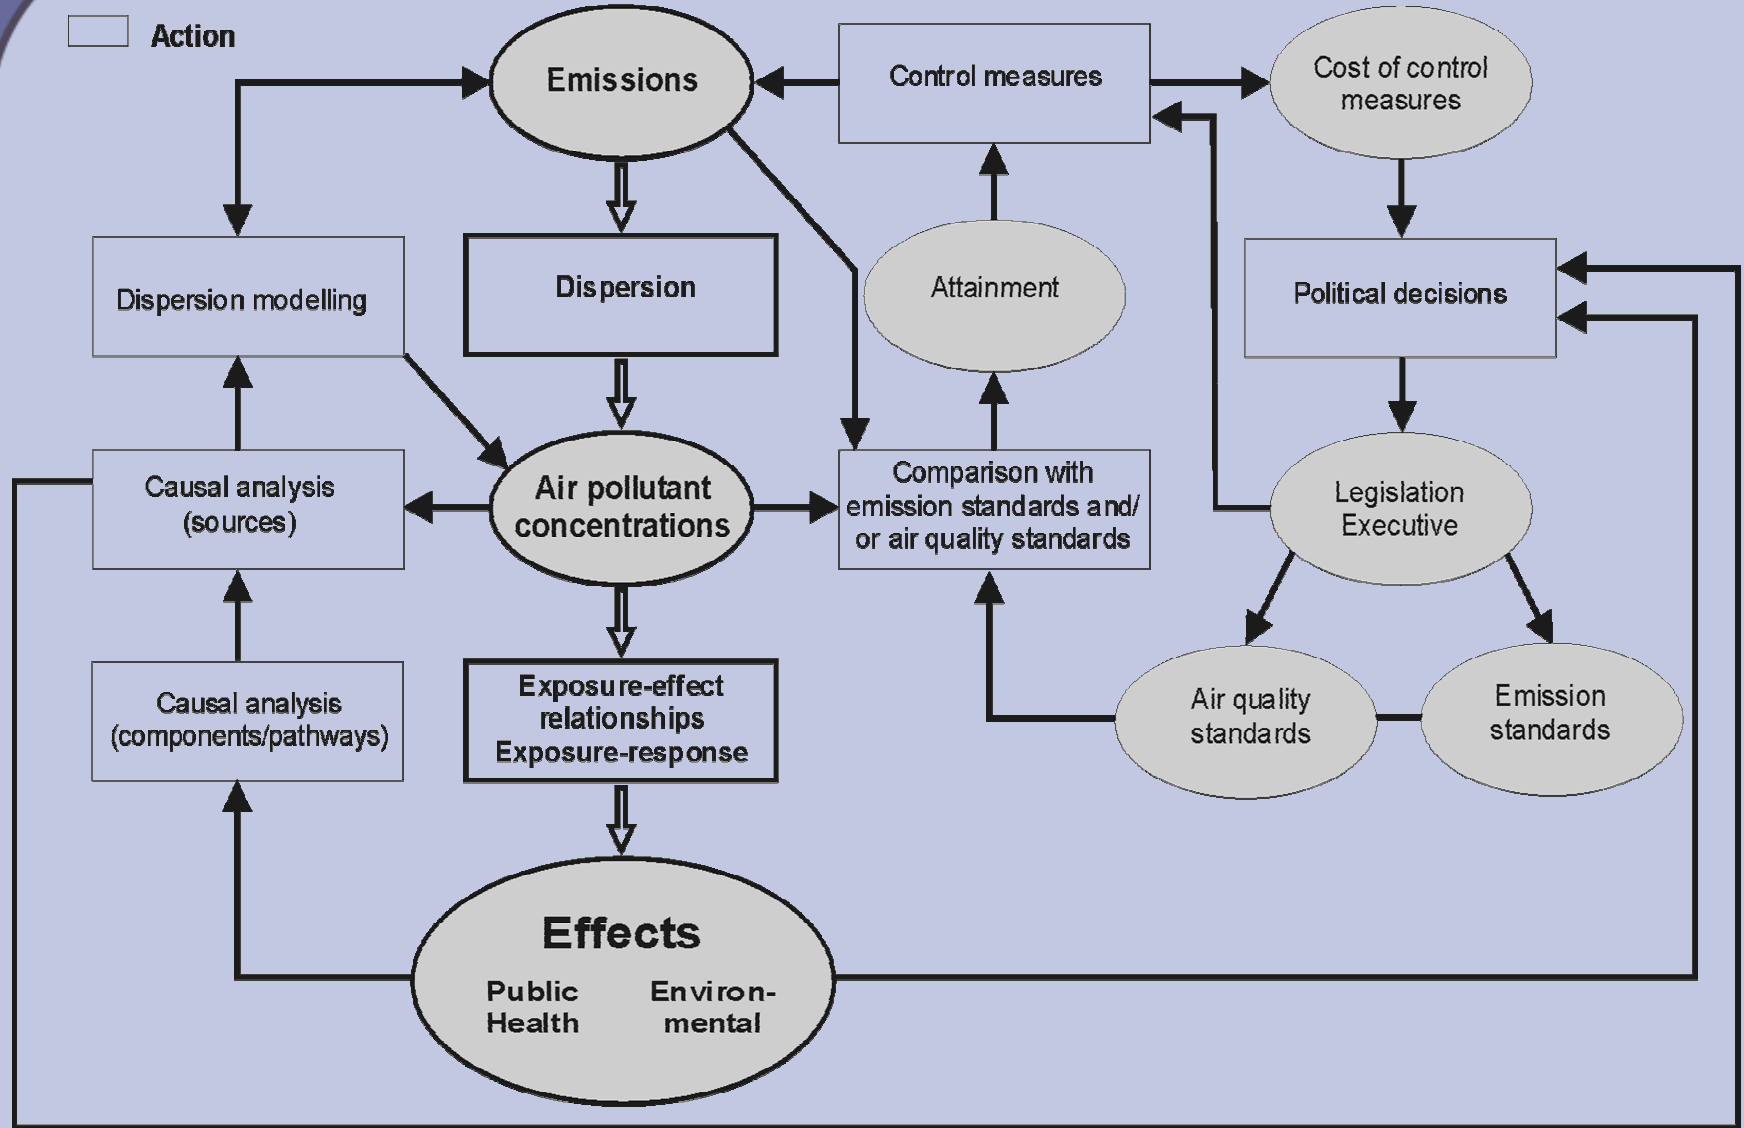 Action
Emissions
Control measures
Cost of control
measures
Dispersion modelling
Dispersion
Attainment
Political decisions
Causal analysis
(sources)
Air pollutant
concentrations
Comparison with
emission standards and/
or air quality standards
Legislation
Executive
Causal analysis
(components/pathways)
Exposure-effect
relationships
Exposure-response
Air quality
standards
Emission
standards
Effects
Public
Health
Environ-
mental